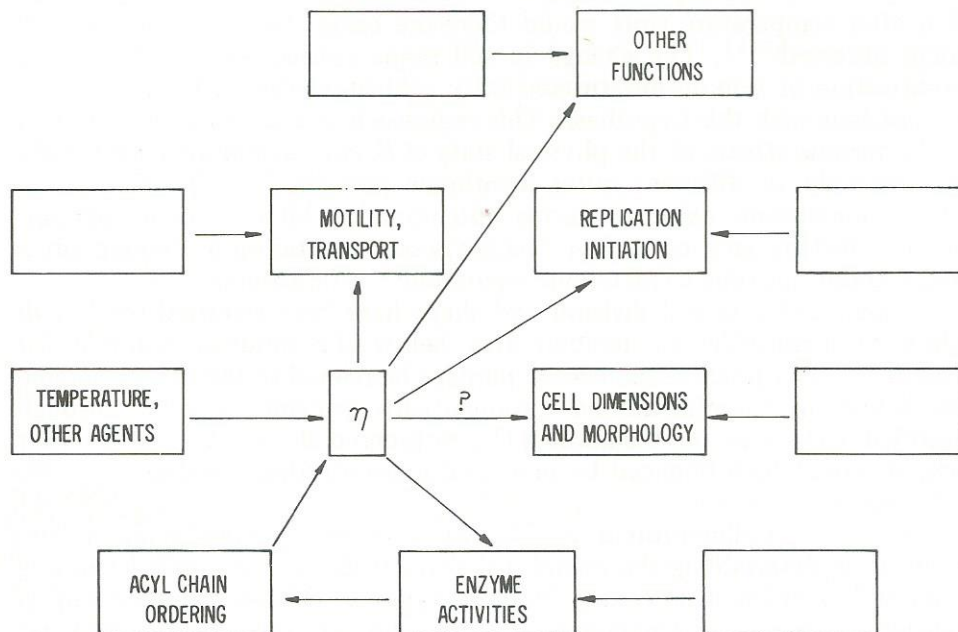 OTHER
FUNCTIONS
MOTILITY,
TRANSPORT
REPLICATION
INITIATION
TEMPERATURE,
OTHER AGENTS
η
?
CELL DIMENSIONS
AND MORPHOLOGY
ACYL CHAIN
ORDERING
ENZYME
ACTIVITIES